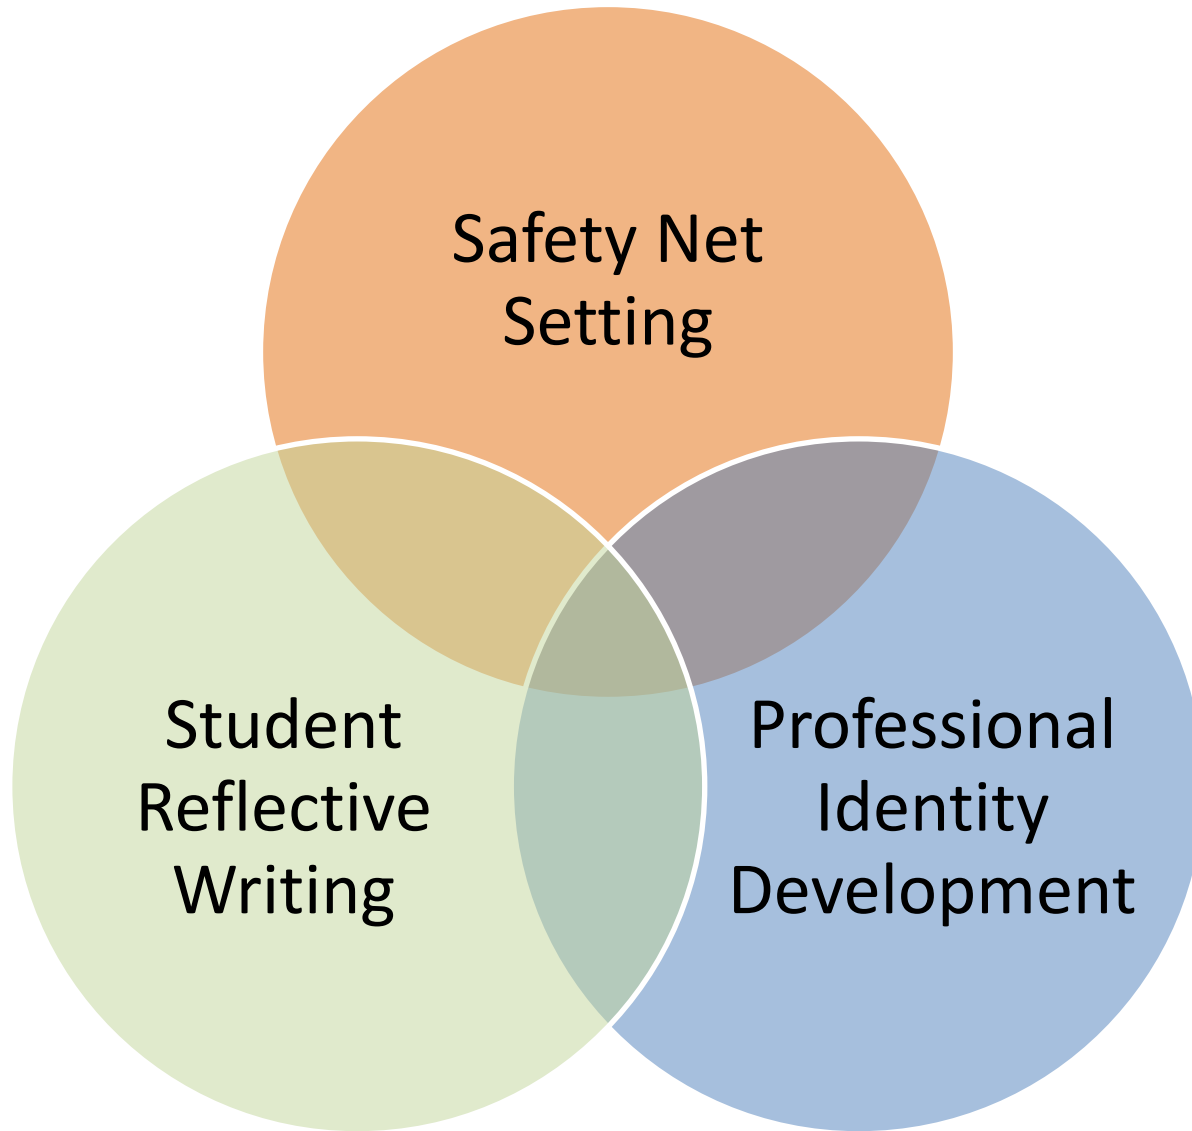 Safety Net
Setting
Student
Reflective
Writing
Professional
Identity
Development